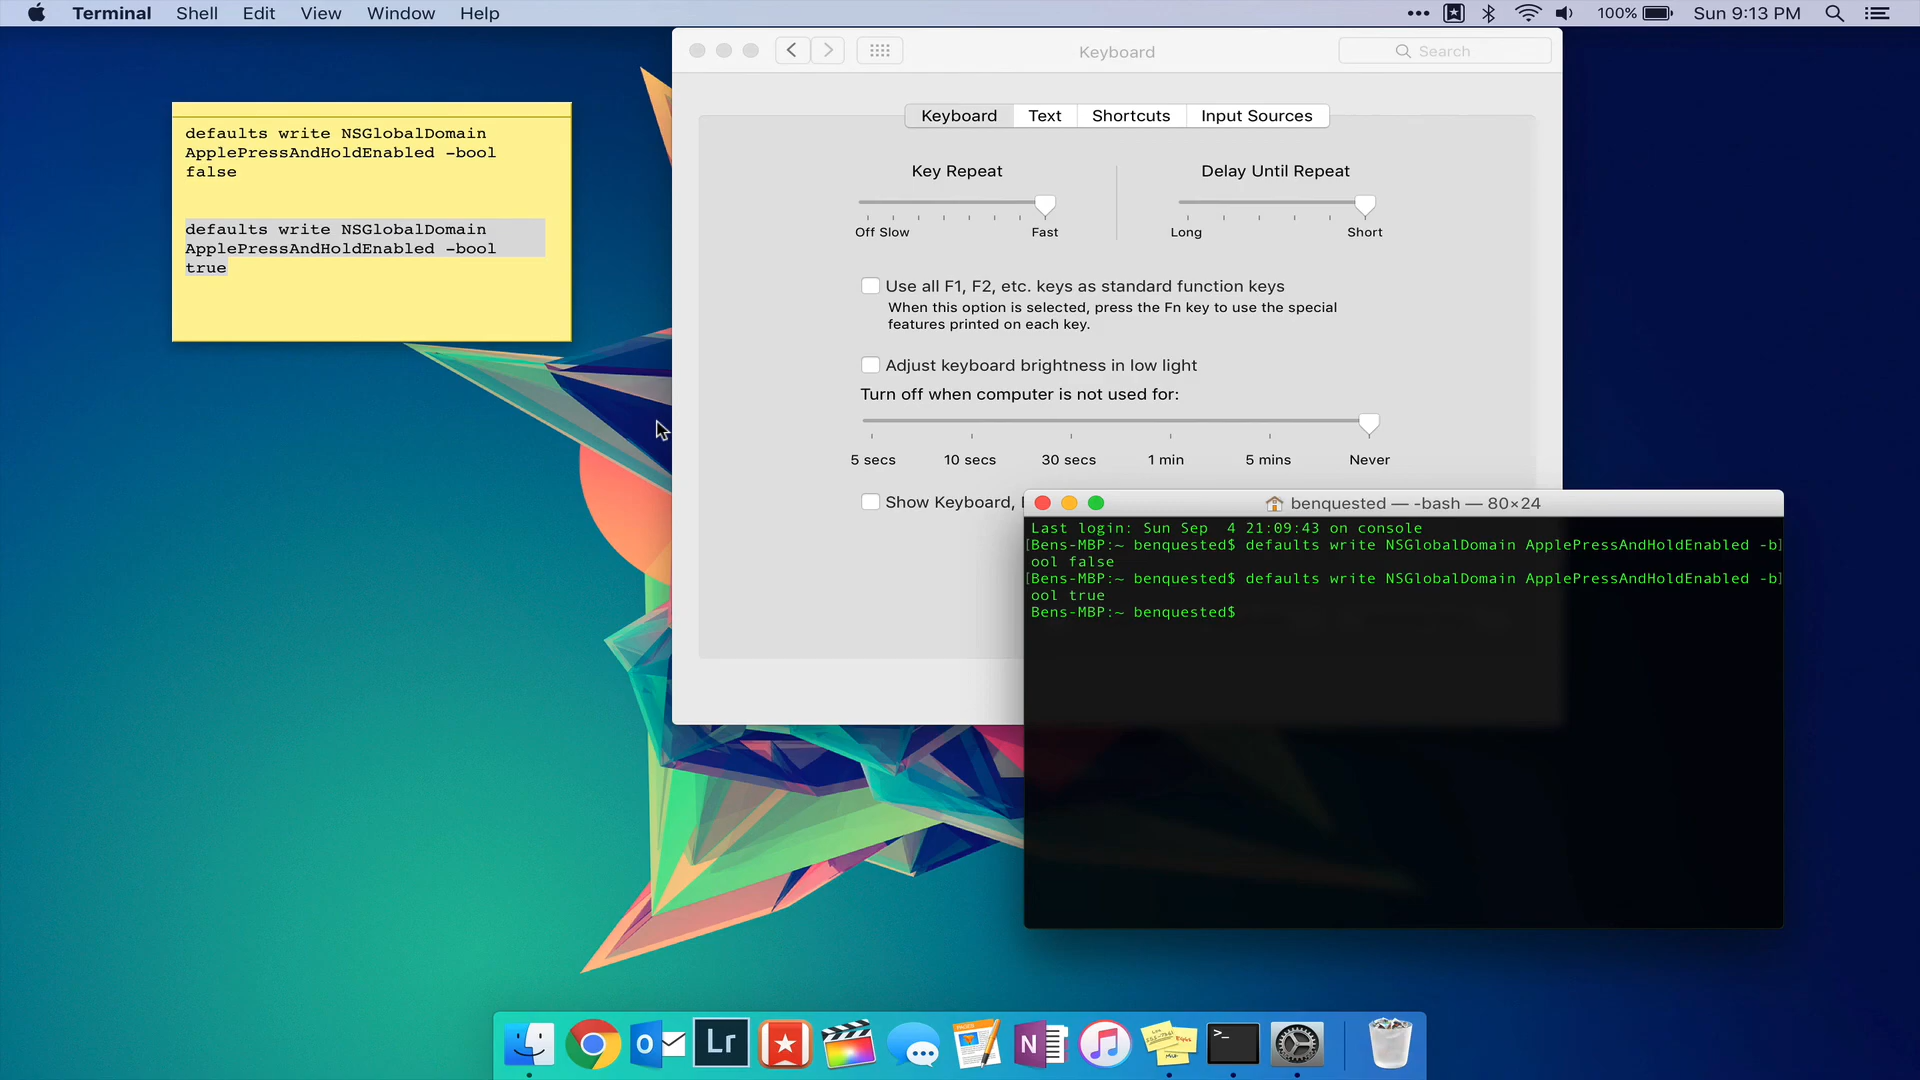 Terminal Shell Edit View Window Help
100% Sun 9:13 PM
defaults write NSGlobalDomain
ApplePressAndHoldEnabled -bool
false
defaults write NSGlobalDomain
ApplePressAndHoldEnabled -bool
true
Keyboard
Search
Keyboard Text Shortcuts Input Sources
Key Repeat Delay Until Repeat
Off Slow Fast Long Short
Use all F1, F2, etc. keys as standard function keys
When this option is selected, press the Fn key to use the special
features printed on each key.
Adjust keyboard brightness in low light
Turn off when computer is not used for:
5 secs 10 secs 30 secs 1 min 5 mins Never
Show Keyboard,
benquested — -bash — 80×24
Last login: Sun Sep  4 21:09:43 on console
[Bens-MBP:~ benquested$ defaults write NSGlobalDomain ApplePressAndHoldEnabled -b]
ool false
[Bens-MBP:~ benquested$ defaults write NSGlobalDomain ApplePressAndHoldEnabled -b]
ool true
Bens-MBP:~ benquested$
O Lr PAGES N >_